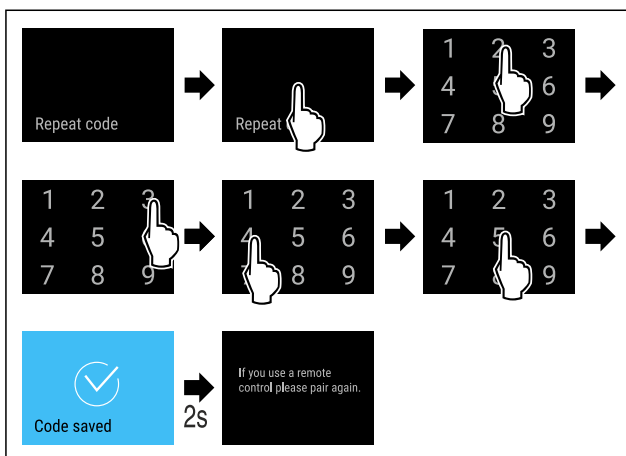 Repeat code
Repeat
1 2 3
4 6
7 8 9
1 2 3
4 5
7 8 9
1 2 3
4 5 6
8 9
1 2 3
4 5 6
7 9
Code saved
2s
If you use a remote
control please pair again.